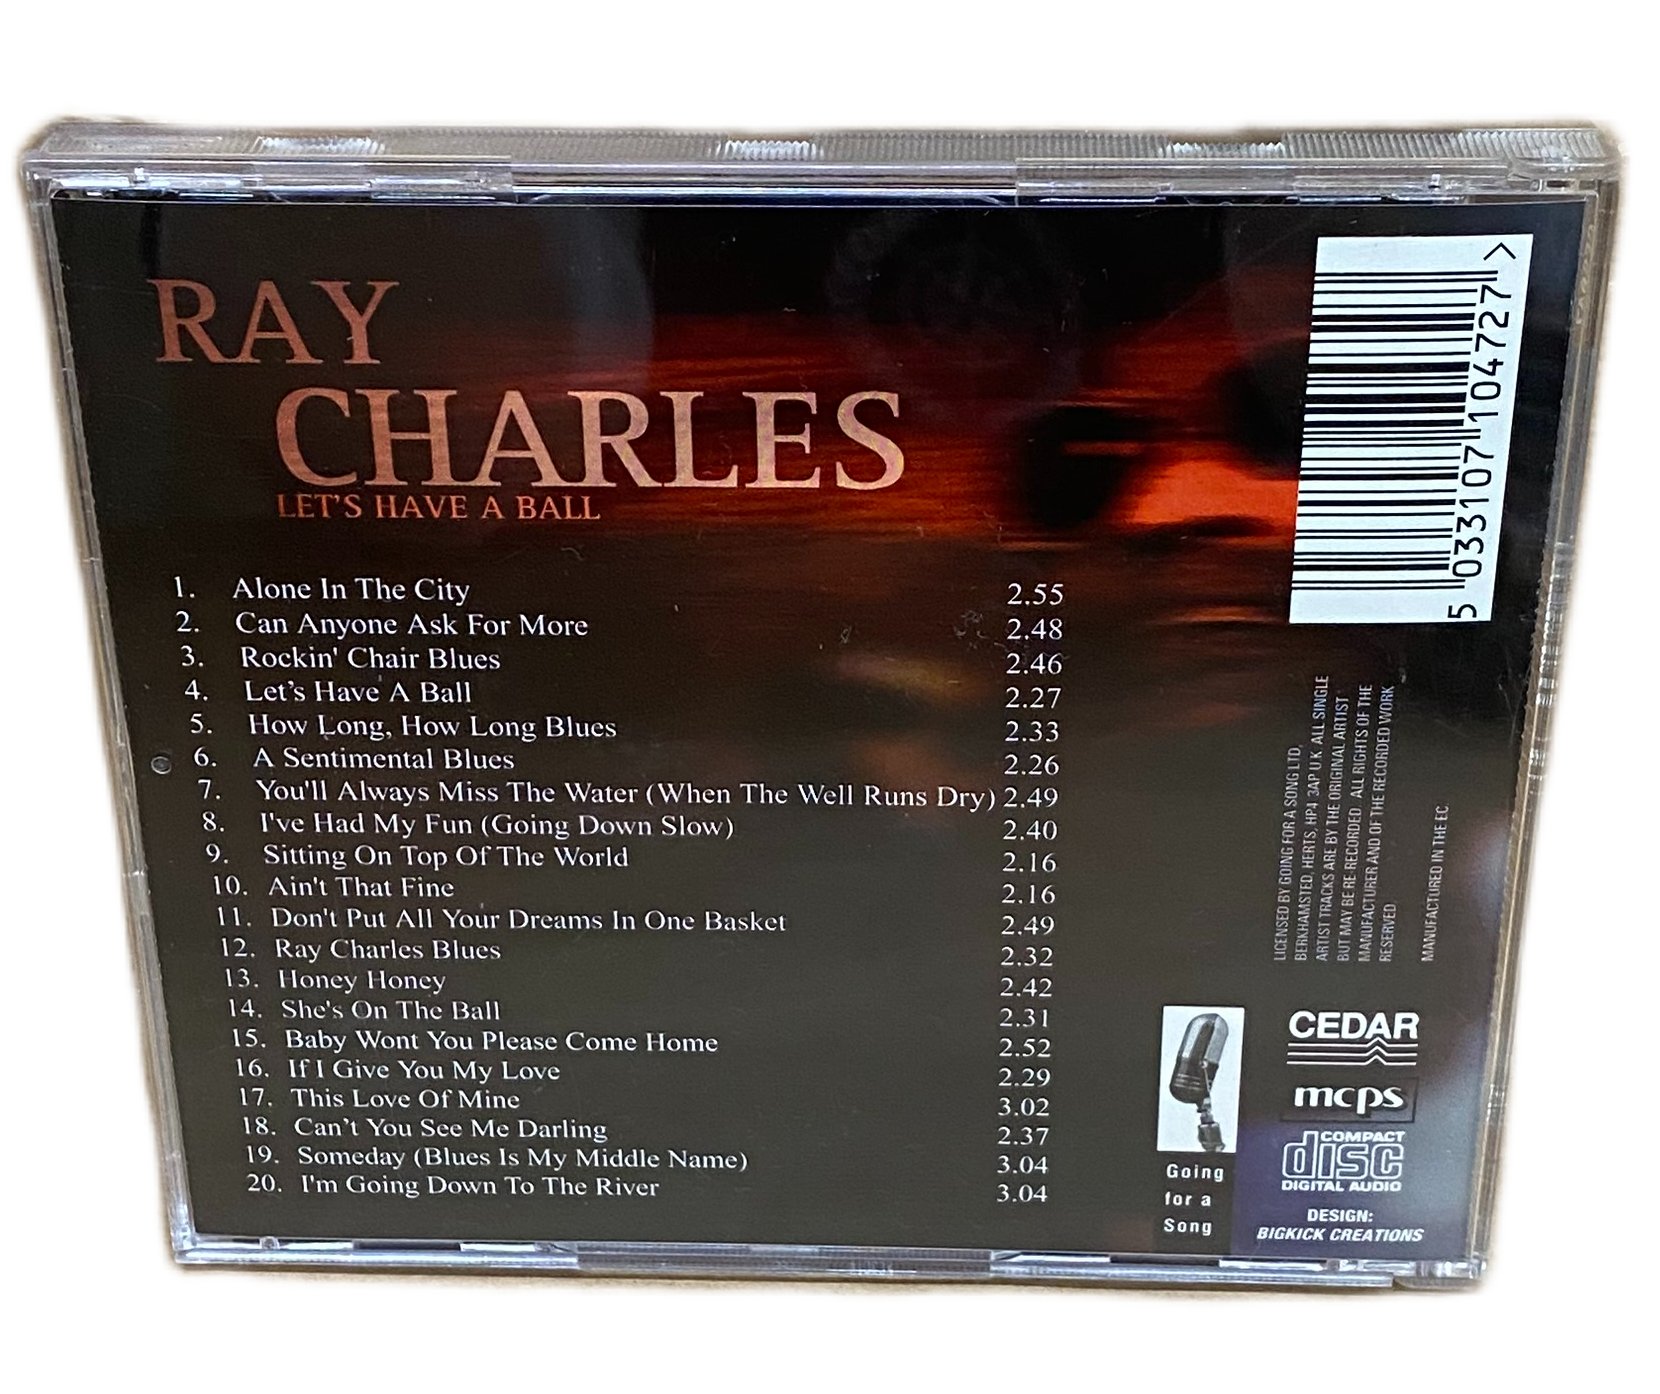 RAY
CHARLES
LET'S HAVE A BALL
1. Alone In The City 2.55
2. Can Anyone Ask For More 2.48
3. Rockin' Chair Blues 2.46
4. Let's Have A Ball 2.27
5. How Long, How Long Blues 2.33
6. A Sentimental Blues 2.26
7. You'll Always Miss The Water (When The Well Runs Dry) 2.49
8. I've Had My Fun (Going Down Slow) 2.40
9. Sitting On Top Of The World 2.16
10. Ain't That Fine 2.16
11. Don't Put All Your Dreams In One Basket 2.49
12. Ray Charles Blues 2.32
13. Honey Honey 2.42
14. She's On The Ball 2.31
15. Baby Wont You Please Come Home 2.52
16. If I Give You My Love 2.29
17. This Love Of Mine 3.02
18. Can't You See Me Darling 2.37
19. Someday (Blues Is My Middle Name) 3.04
20. I'm Going Down To The River 3.04
5 033107 104727 >
LICENSED BY GOING FOR A SONG LTD,
BERKHAMSTED, HERTS, HP4 3AP U.K. ALL SINGLE
ARTIST TRACKS ARE BY THE ORIGINAL ARTIST
BUT MAY BE RE-RECORDED. ALL RIGHTS OF THE
MANUFACTURER AND OF THE RECORDED WORK
RESERVED
MANUFACTURED IN THE EC
Going
for a
Song
CEDAR
mcps
COMPACT
disc
DIGITAL AUDIO
DESIGN:
BIGKICK CREATIONS